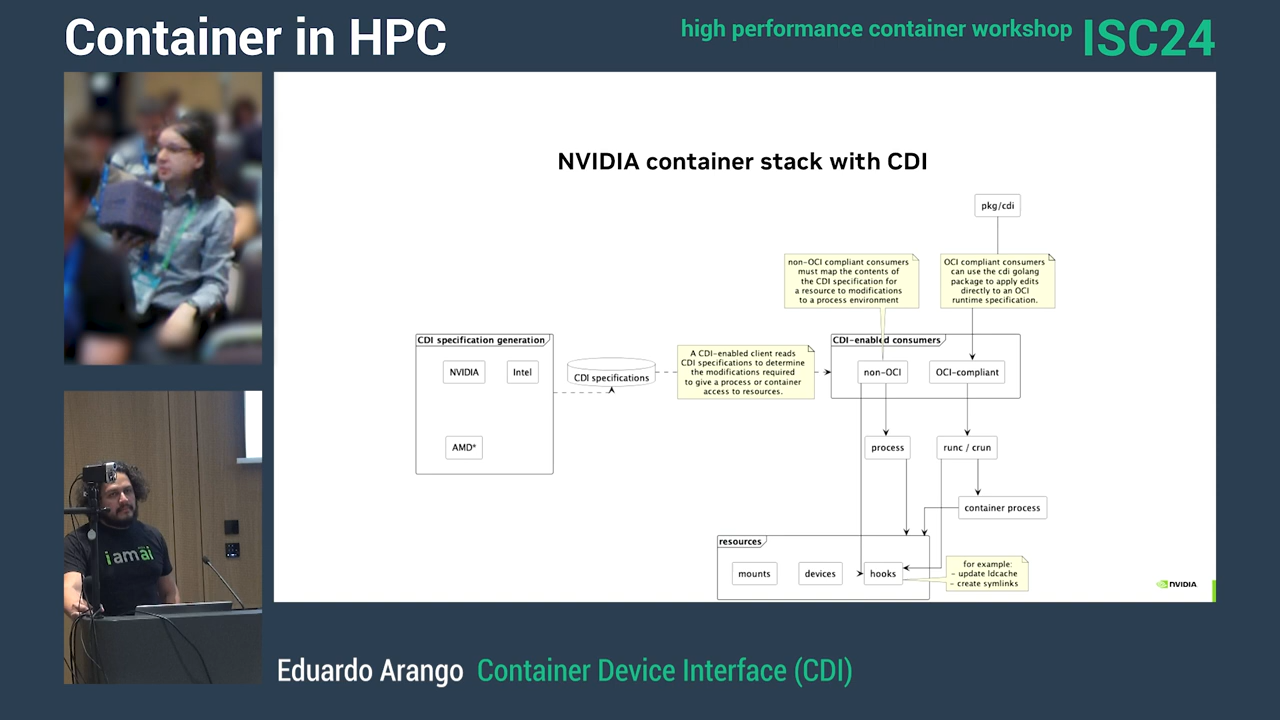 Container in HPC
high performance container workshop ISC24
NVIDIA container stack with CDI
pkg/cdi
non-OCI compliant consumers
must map the contents of
the CDI specification for
a resource to modifications
to a process environment
OCI compliant consumers
can use the cdi golang
package to apply edits
directly to an OCI
runtime specification.
CDI specification generation
NVIDIA
Intel
AMD*
CDI specifications
A CDI-enabled client reads
CDI specifications to determine
the modifications required
to give a process or container
access to resources.
CDI-enabled consumers
non-OCI
OCI-compliant
process
runc / crun
container process
resources
mounts
devices
hooks
for example:
- update ldcache
- create symlinks
NVIDIA
i am ai
Eduardo Arango Container Device Interface (CDI)